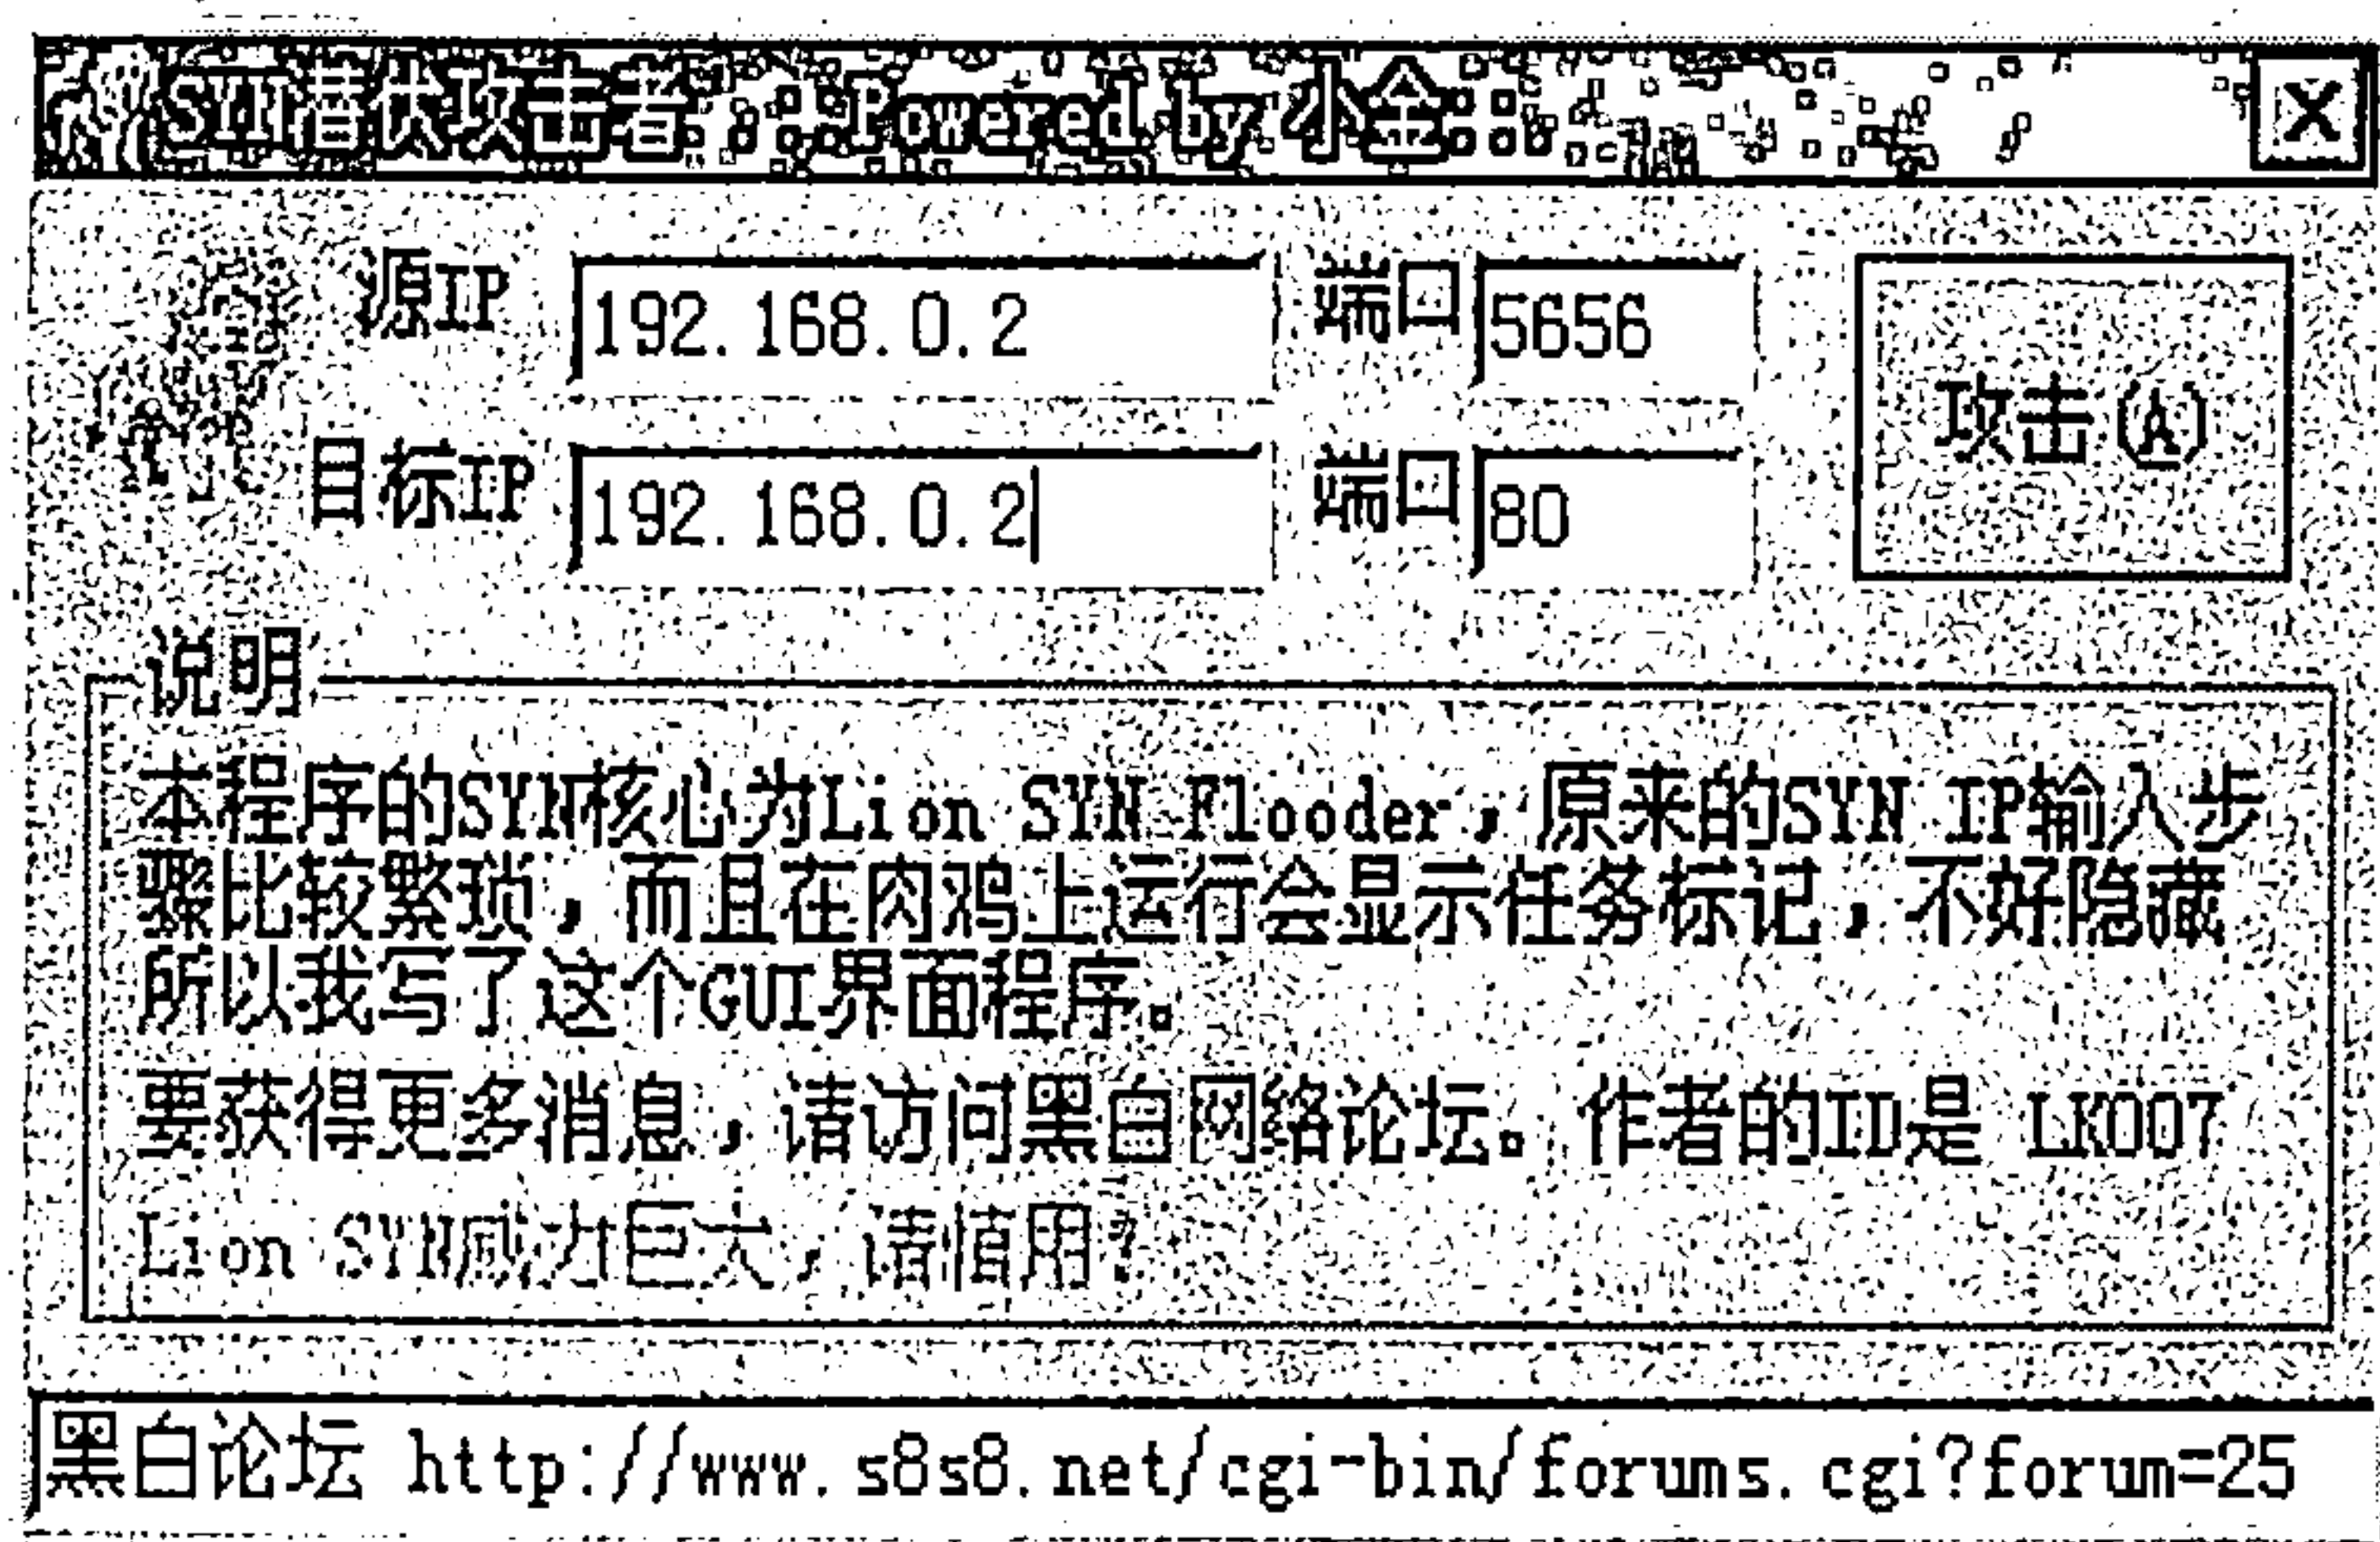 SYN潜伏攻击者 ::Powered by 小金::
源IP 192.168.0.2 端口 5656
攻击(A)
目标IP 192.168.0.2 端口 80
说明
本程序的SYN核心为Lion SYN Flooder，原来的SYN IP输入步
骤比较繁琐，而且在肉鸡上运行会显示任务标记，不好隐藏
所以我写了这个GUI界面程序。
要获得更多消息，请访问黑白网络论坛。作者的ID是 LK007
Lion SYN威力巨大，请慎用！
黑白论坛 http://www.s8s8.net/cgi-bin/forums.cgi?forum=25